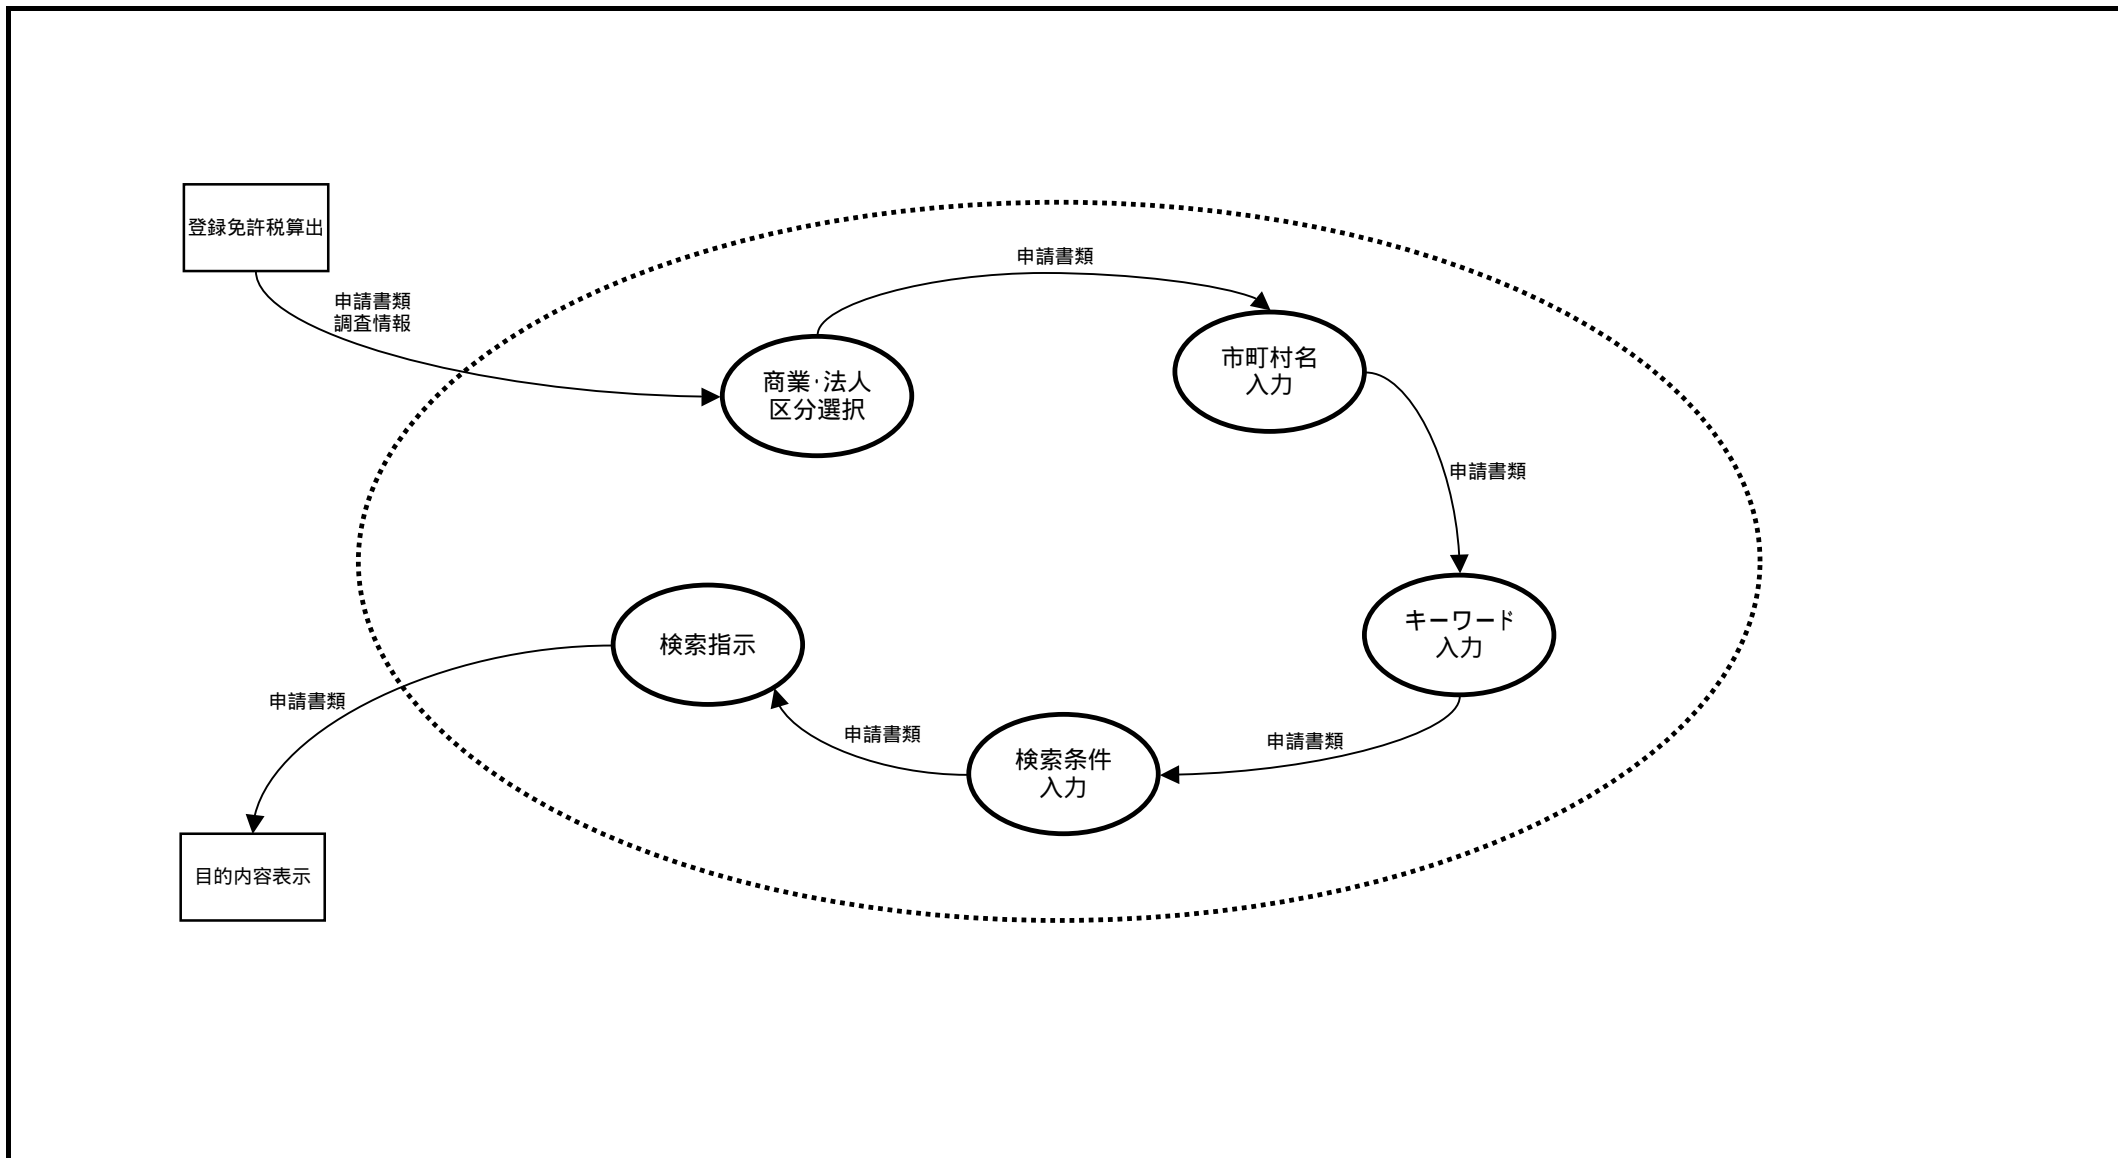 登録免許税算出
申請書類
調査情報
申請書類
商業・法人
区分選択
市町村名
入力
申請書類
キーワード
入力
検索指示
申請書類
申請書類
検索条件
入力
申請書類
目的内容表示